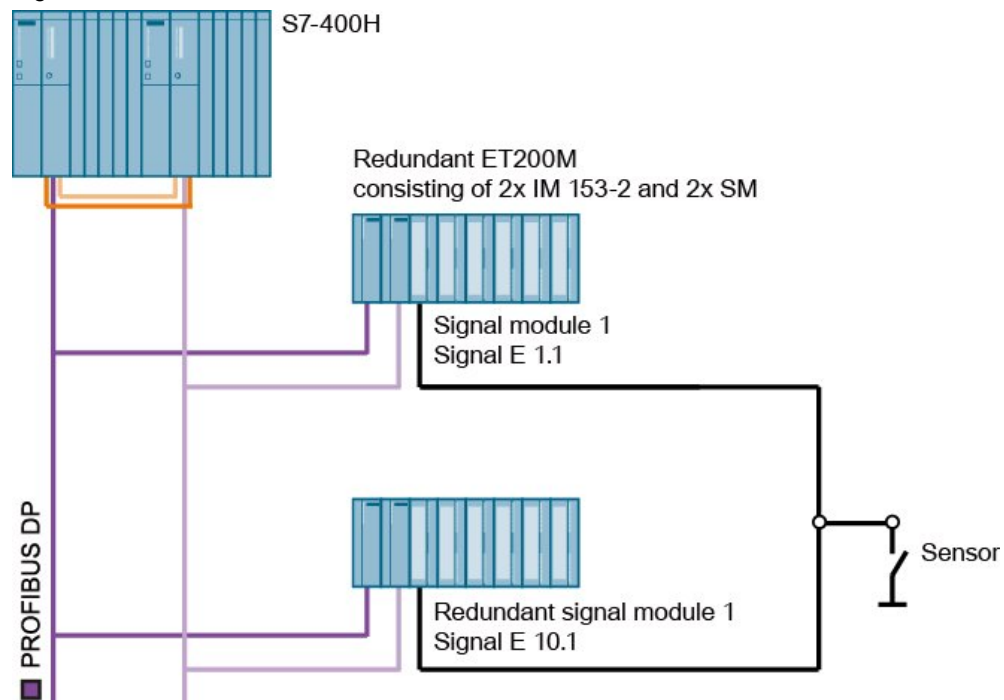 S7-400H
Redundant ET200M
consisting of 2x IM 153-2 and 2x SM
Signal module 1
Signal E 1.1
Sensor
Redundant signal module 1
Signal E 10.1
PROFIBUS DP